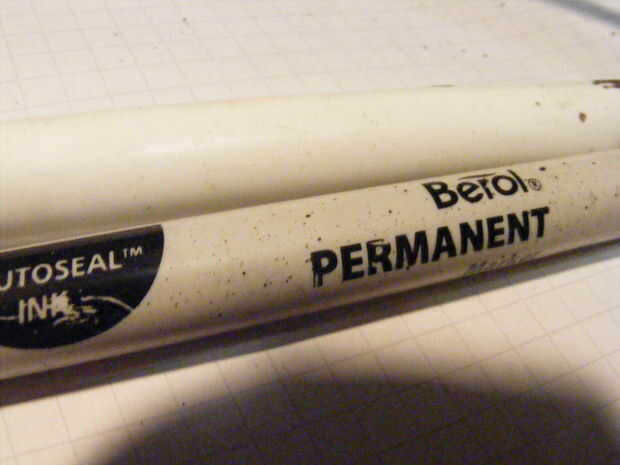 UTOSEAL™
INK
Berol®
PERMANENT